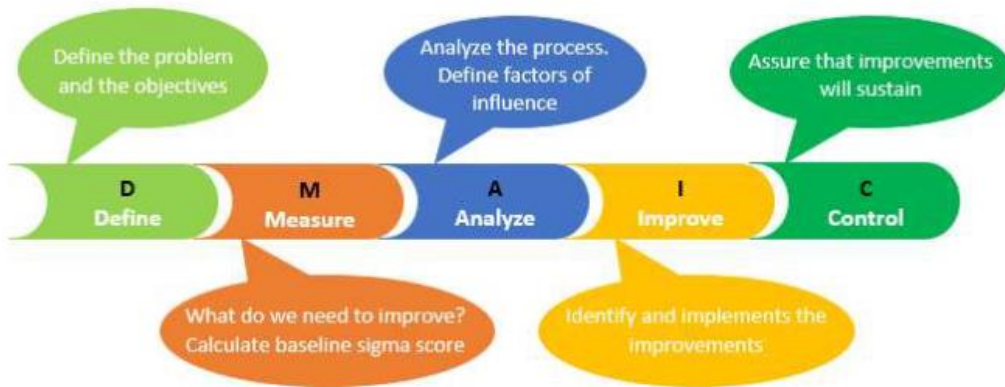 Define the problem
and the objectives
Analyze the process.
Define factors of
influence
Assure that improvements
will sustain
D
Define
M
Measure
A
Analyze
I
Improve
C
Control
What do we need to improve?
Calculate baseline sigma score
Identify and implements the
improvements